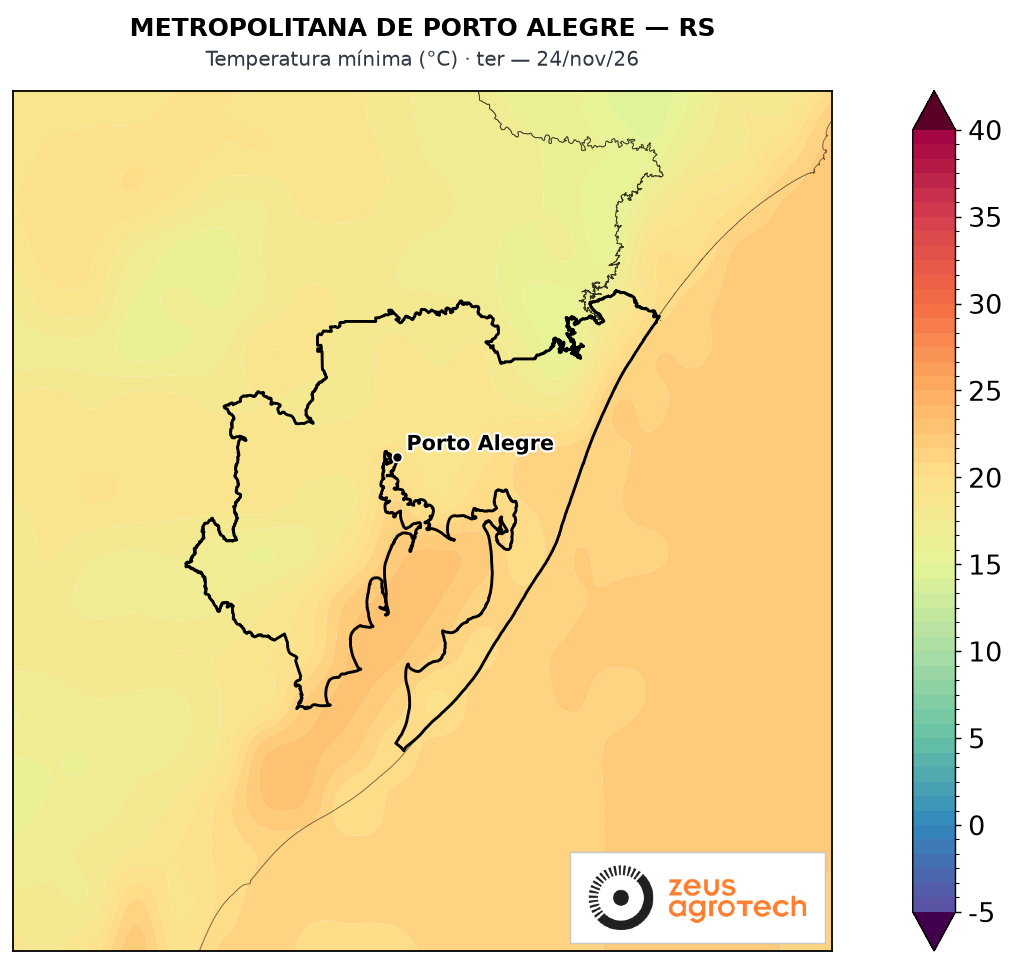 METROPOLITANA DE PORTO ALEGRE — RS
Temperatura mínima (°C) · ter — 24/nov/26
Porto Alegre
40
35
30
25
20
15
10
5
0
-5
zeus
agrotech